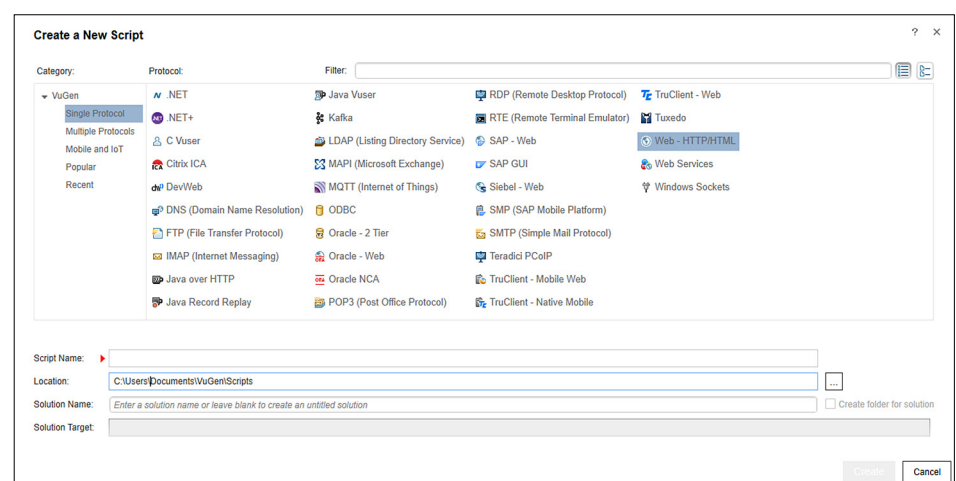 Create a New Script
? ×
Category: Protocol: Filter:
VuGen
Single Protocol
Multiple Protocols
Mobile and IoT
Popular
Recent
.NET
.NET+
C Vuser
Citrix ICA
DevWeb
DNS (Domain Name Resolution)
FTP (File Transfer Protocol)
IMAP (Internet Messaging)
Java over HTTP
Java Record Replay
Java Vuser
Kafka
LDAP (Listing Directory Service)
MAPI (Microsoft Exchange)
MQTT (Internet of Things)
ODBC
Oracle - 2 Tier
Oracle - Web
Oracle NCA
POP3 (Post Office Protocol)
RDP (Remote Desktop Protocol)
RTE (Remote Terminal Emulator)
SAP - Web
SAP GUI
Siebel - Web
SMP (SAP Mobile Platform)
SMTP (Simple Mail Protocol)
Teradici PCoIP
TruClient - Mobile Web
TruClient - Native Mobile
TruClient - Web
Tuxedo
Web - HTTP/HTML
Web Services
Windows Sockets
Script Name:
Location: C:\Users\Documents\VuGen\Scripts ...
Solution Name: Enter a solution name or leave blank to create an untitled solution Create folder for solution
Solution Target:
Create Cancel